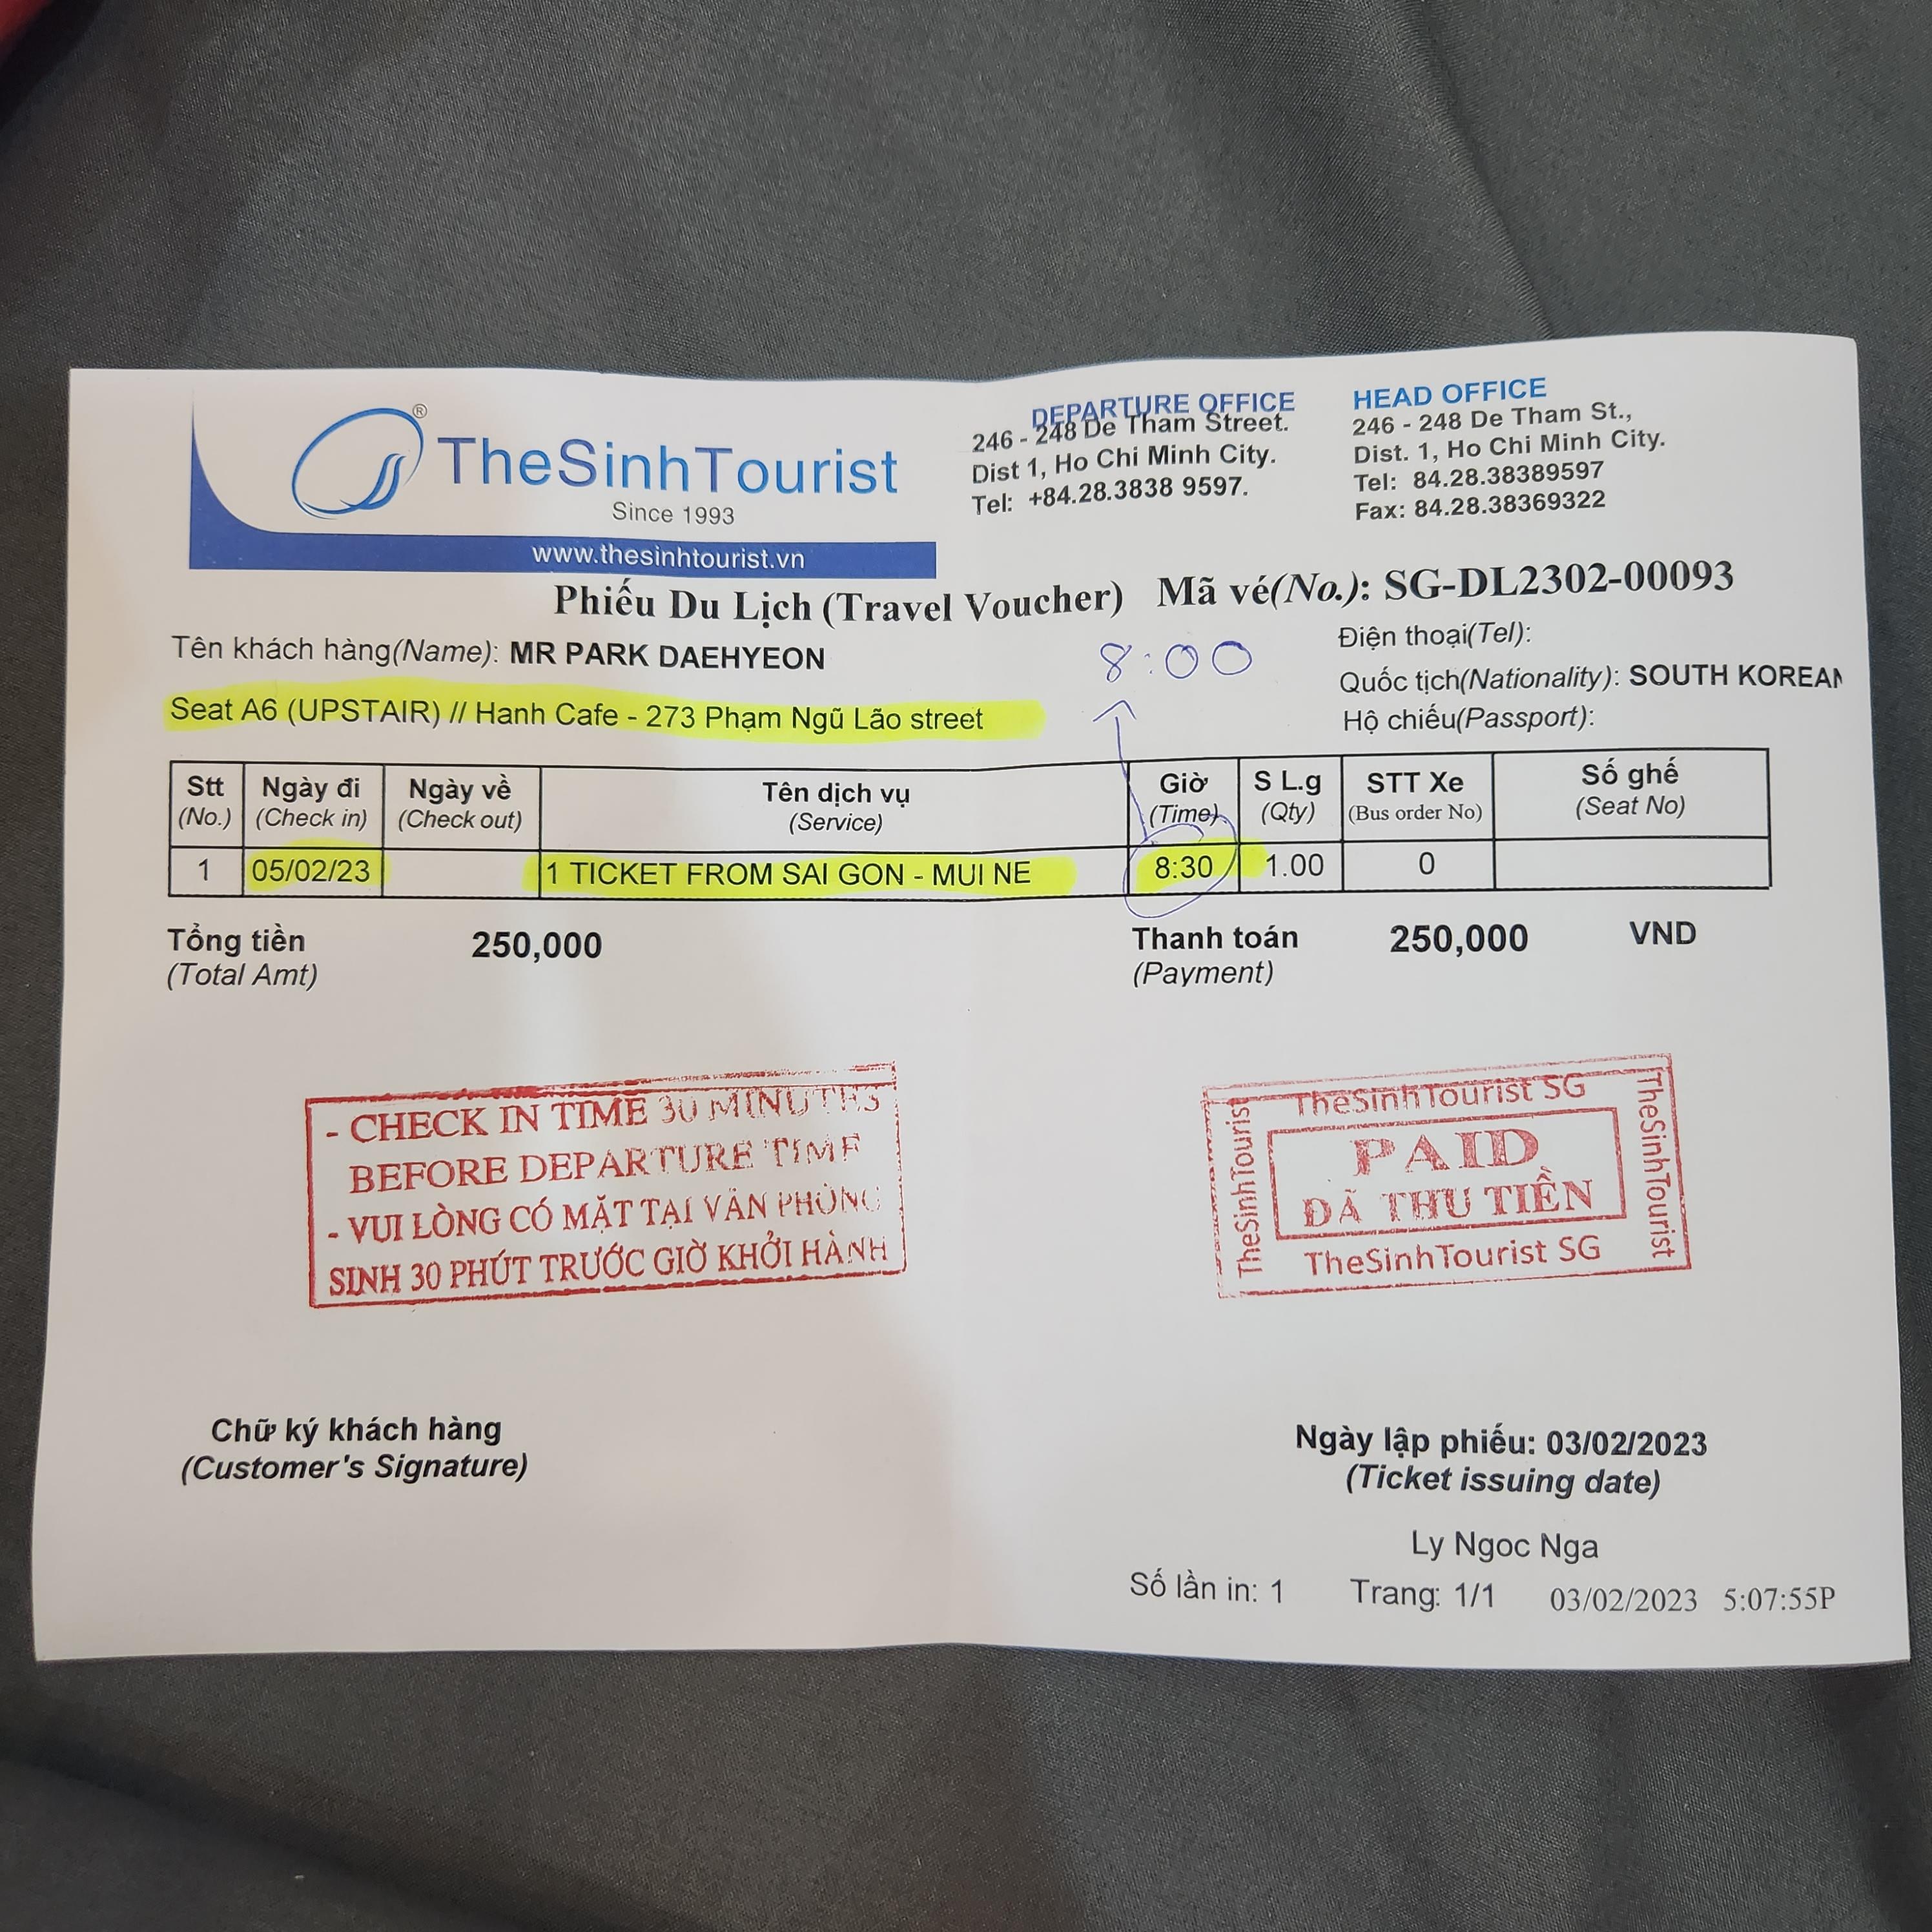 TheSinhTourist®
Since 1993
www.thesinhtourist.vn
DEPARTURE OFFICE
246 - 248 De Tham Street.
Dist 1, Ho Chi Minh City.
Tel: +84.28.3838 9597.
HEAD OFFICE
246 - 248 De Tham St.,
Dist. 1, Ho Chi Minh City.
Tel: 84.28.38389597
Fax: 84.28.38369322
Phiếu Du Lịch (Travel Voucher) Mã vé(No.): SG-DL2302-00093
Tên khách hàng(Name): MR PARK DAEHYEON
8:00
Điện thoại(Tel):
Quốc tịch(Nationality): SOUTH KOREAN
Hộ chiếu(Passport):
Seat A6 (UPSTAIR) // Hanh Cafe - 273 Phạm Ngũ Lão street
Stt Ngày đi Ngày về Tên dịch vụ Giờ S L.g STT Xe Số ghế
(No.) (Check in) (Check out) (Service) (Time) (Qty) (Bus order No) (Seat No)
1 05/02/23 1 TICKET FROM SAI GON - MUI NE 8:30 1.00 0
Tổng tiền 250,000 Thanh toán 250,000 VND
(Total Amt) (Payment)
- CHECK IN TIME 30 MINUTES
BEFORE DEPARTURE TIME
- VUI LÒNG CÓ MẶT TẠI VĂN PHÒNG
SINH 30 PHÚT TRƯỚC GIỜ KHỞI HÀNH
TheSinhTourist SG
TheSinhTourist
PAID
ĐÃ THU TIỀN
TheSinhTourist
TheSinhTourist SG
Chữ ký khách hàng
(Customer's Signature)
Ngày lập phiếu: 03/02/2023
(Ticket issuing date)
Ly Ngoc Nga
Số lần in: 1 Trang: 1/1 03/02/2023 5:07:55P